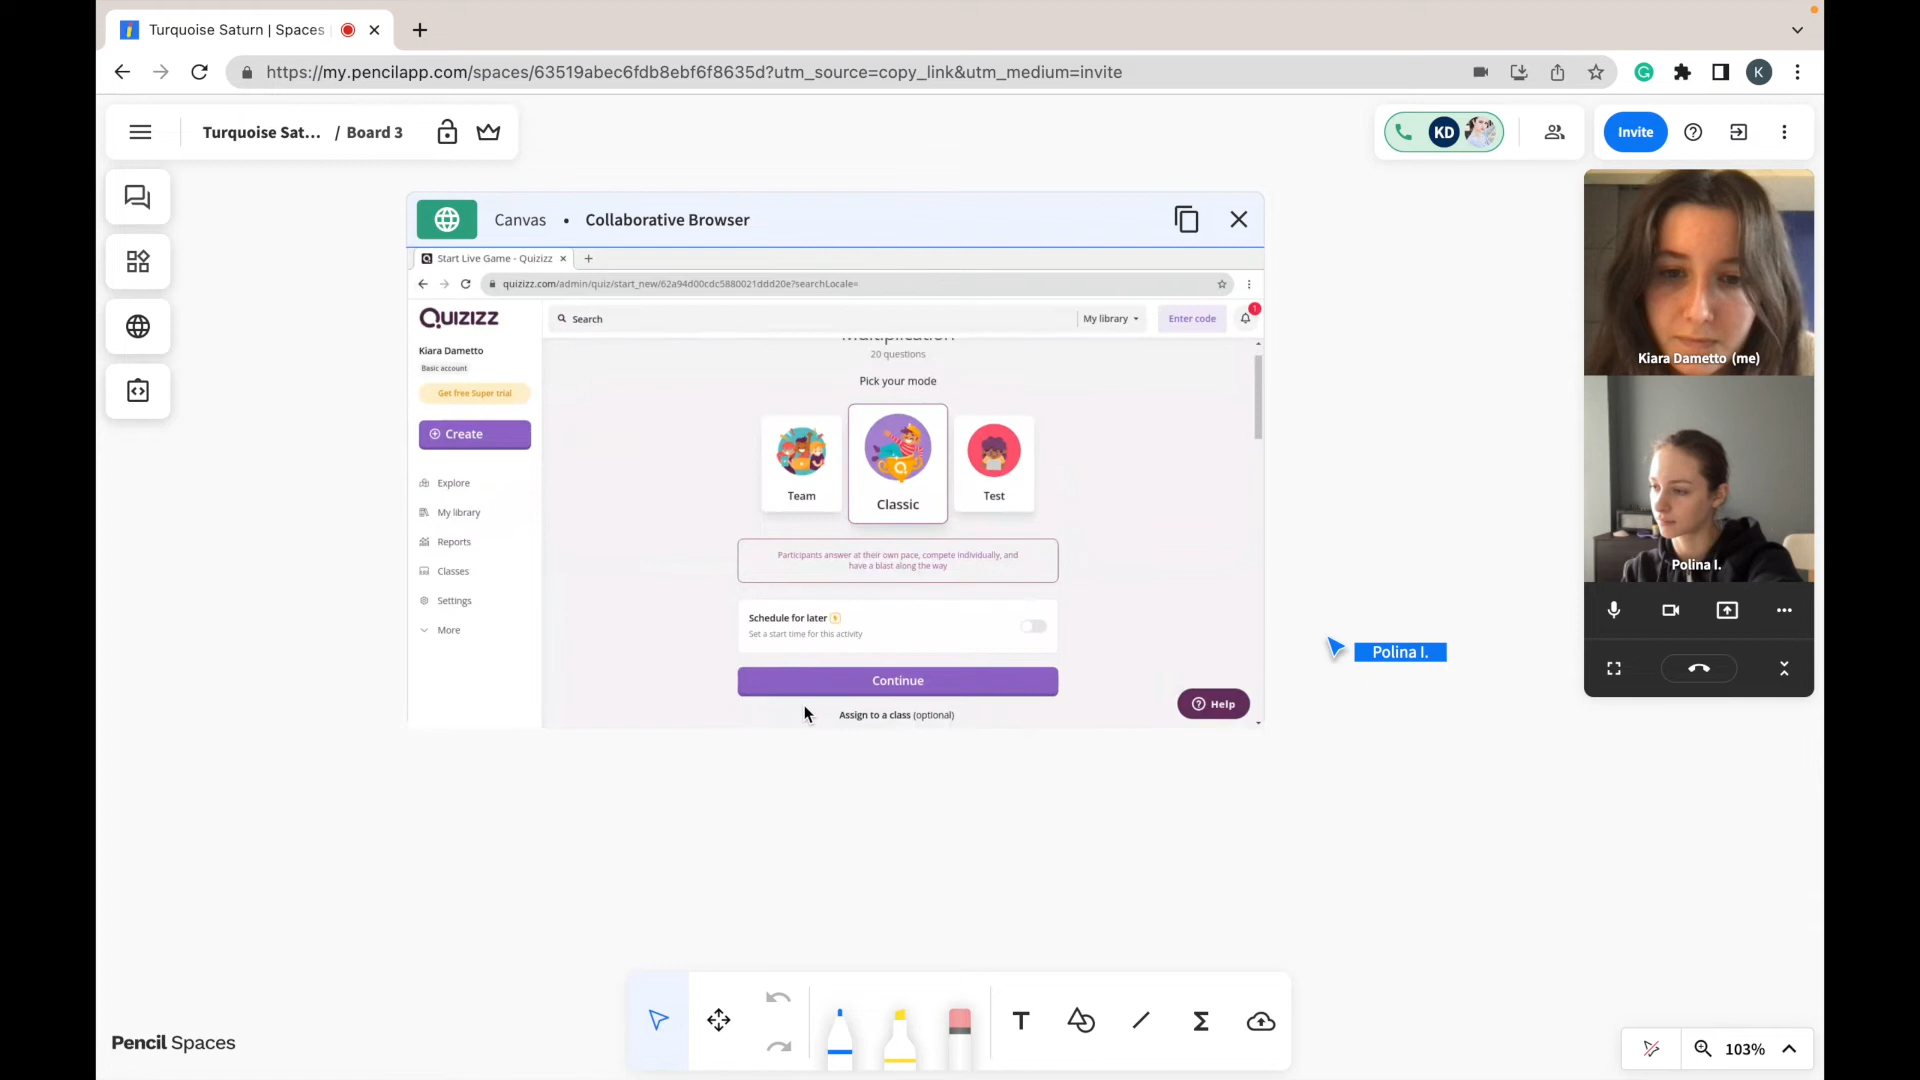 Turquoise Saturn | Spaces
https://my.pencilapp.com/spaces/63519abec6fdb8ebf6f8635d?utm_source=copy_link&utm_medium=invite
K
Turquoise Sat... / Board 3
KD
Invite
Canvas • Collaborative Browser
Start Live Game - Quizizz
quizizz.com/admin/quiz/start_new/62a94d00cdc5880021ddd20e?searchLocale=
Quizizz
Search
My library
Enter code
1
Kiara Dametto
Basic account
Get free Super trial
Create
Explore
My library
Reports
Classes
Settings
More
Multiplication
20 questions
Pick your mode
Team
Classic
Test
Participants answer at their own pace, compete individually, and
have a blast along the way
Schedule for later
Set a start time for this activity
Continue
Assign to a class (optional)
Help
Polina I.
Kiara Dametto (me)
Polina I.
T
Σ
Pencil Spaces
103%